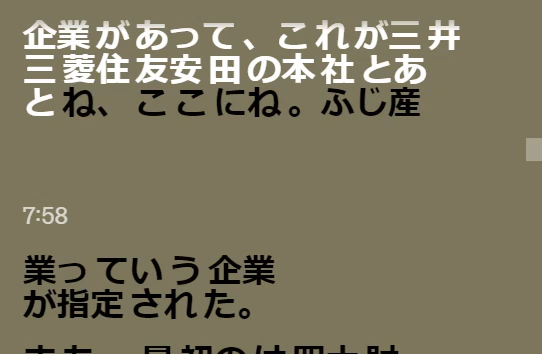 企業があって、これが三井
三菱住友安田の本社とあ
とね、ここにね。ふじ産
7:58
業っていう企業
が指定された。